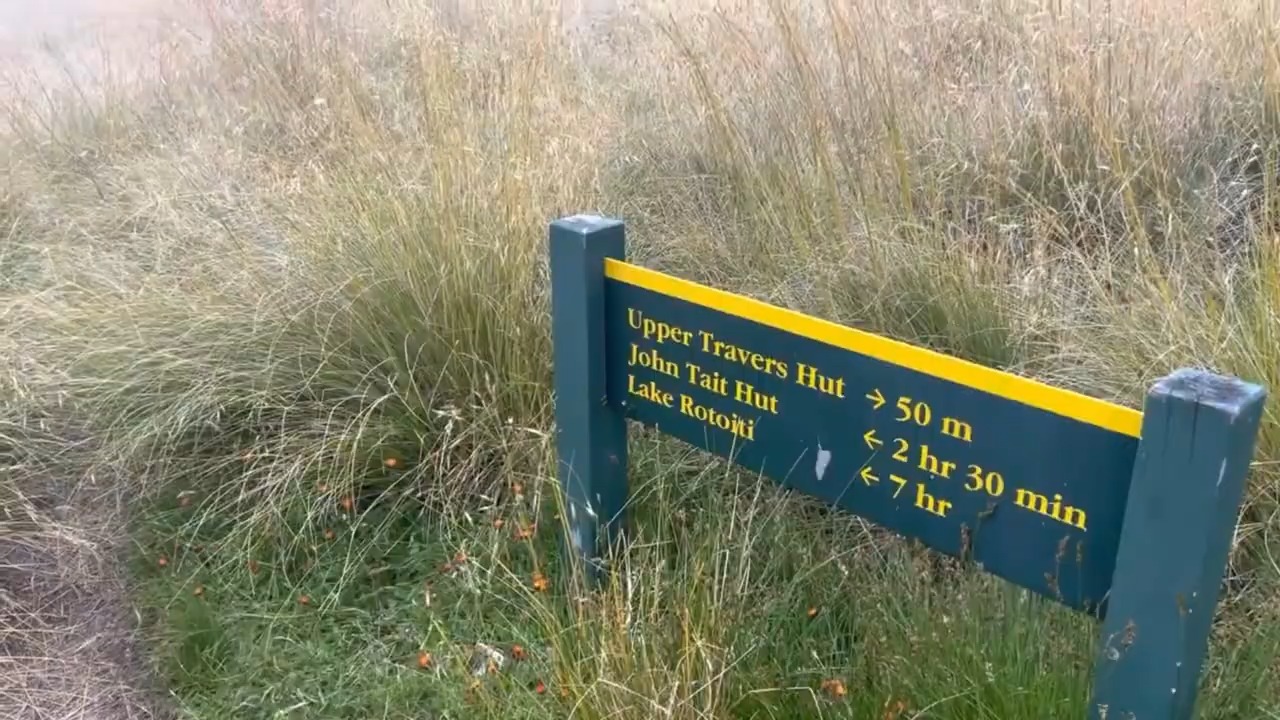 Upper Travers Hut → 50 m
John Tait Hut ← 2 hr 30 min
Lake Rotoiti ← 7 hr